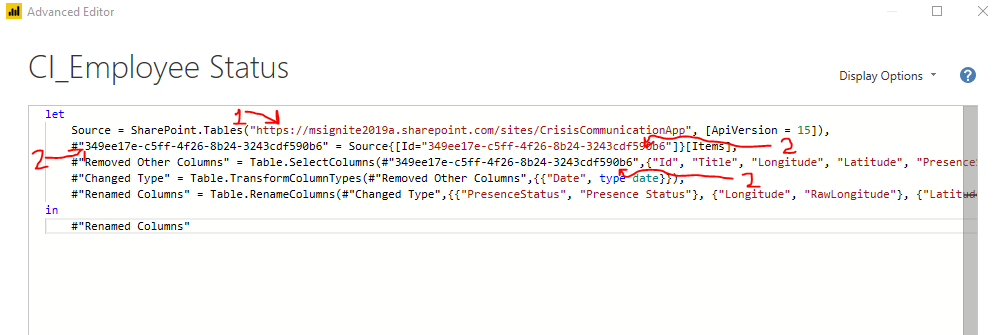 Advanced Editor
CI_Employee Status
Display Options
?
let
1
Source = SharePoint.Tables("https://msignite2019a.sharepoint.com/sites/CrisisCommunicationApp", [ApiVersion = 15]),
2
#"349ee17e-c5ff-4f26-8b24-3243cdf590b6" = Source{[Id="349ee17e-c5ff-4f26-8b24-3243cdf590b6"]}[Items],
2
#"Removed Other Columns" = Table.SelectColumns(#"349ee17e-c5ff-4f26-8b24-3243cdf590b6",{"Id", "Title", "Longitude", "Latitude", "Presenc
#"Changed Type" = Table.TransformColumnTypes(#"Removed Other Columns",{{"Date", type date}}),
2
#"Renamed Columns" = Table.RenameColumns(#"Changed Type",{{"PresenceStatus", "Presence Status"}, {"Longitude", "RawLongitude"}, {"Latitud
in
#"Renamed Columns"